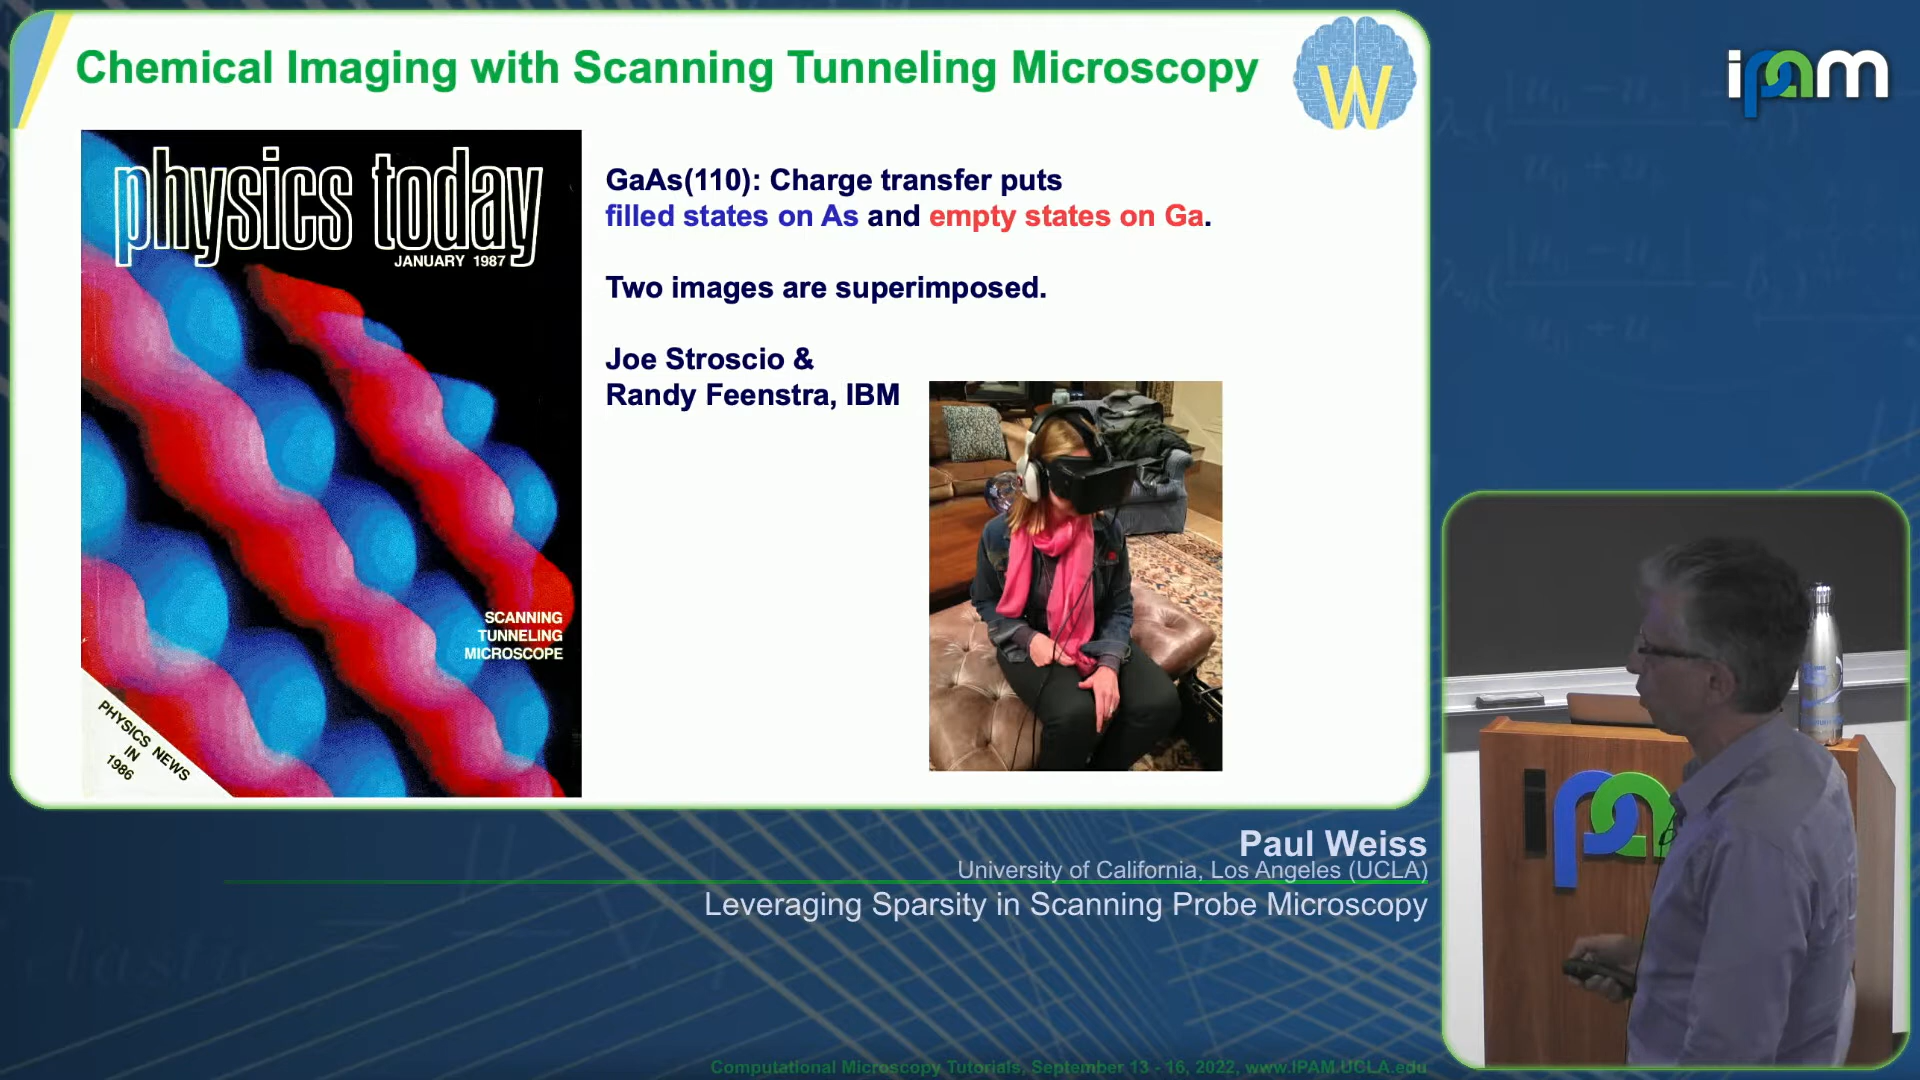 Chemical Imaging with Scanning Tunneling Microscopy
W
ipam
physics today
JANUARY 1987
SCANNING
TUNNELING
MICROSCOPE
PHYSICS NEWS
IN
1986
GaAs(110): Charge transfer puts
filled states on As and empty states on Ga.
Two images are superimposed.
Joe Stroscio &
Randy Feenstra, IBM
Paul Weiss
University of California, Los Angeles (UCLA)
Leveraging Sparsity in Scanning Probe Microscopy
Computational Microscopy Tutorials, September 13 - 16, 2022, www.IPAM.UCLA.edu